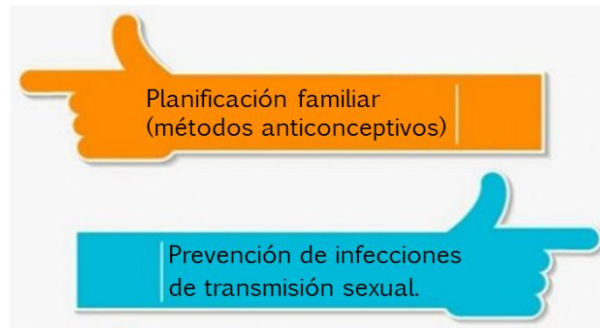 Planificación familiar
(métodos anticonceptivos)
Prevención de infecciones
de transmisión sexual.